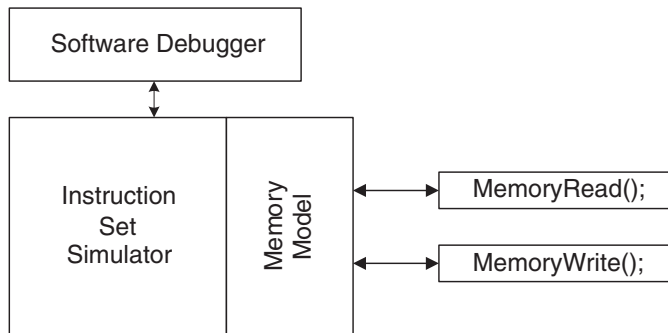 Software Debugger
Instruction
Set
Simulator
Memory
Model
MemoryRead();
MemoryWrite();